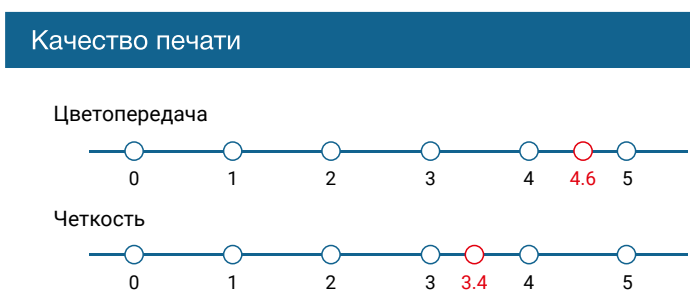 Качество печати
Цветопередача
0 1 2 3 4 4.6 5
Четкость
0 1 2 3 3.4 4 5